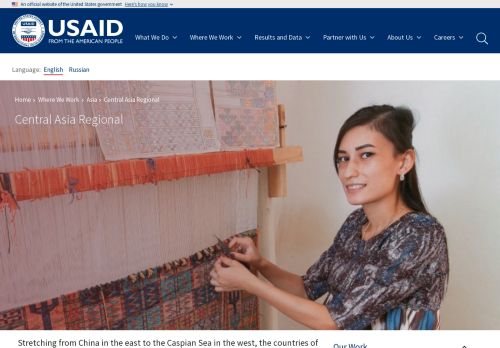 An official website of the United States government Here's how you know
USAID
FROM THE AMERICAN PEOPLE
What We Do Where We Work Results and Data Partner with Us About Us Careers
Language: English Russian
Home Where We Work Asia Central Asia Regional
Central Asia Regional
Stretching from China in the east to the Caspian Sea in the west, the countries of
Our Work